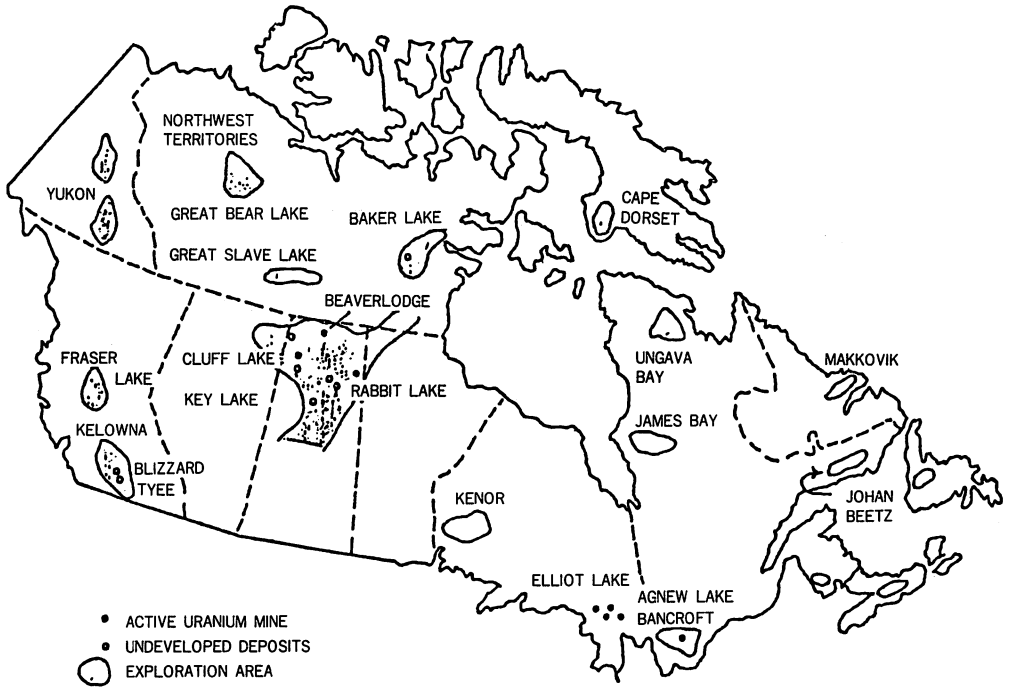 NORTHWEST
TERRITORIES
YUKON
GREAT BEAR LAKE
CAPE
DORSET
BAKER LAKE
GREAT SLAVE LAKE
BEAVERLODGE
FRASER
LAKE
CLUFF LAKE
UNGAVA
BAY
MAKKOVIK
KEY LAKE
RABBIT LAKE
KELOWNA
JAMES BAY
BLIZZARD
TYEE
KENOR
JOHAN
BEETZ
ELLIOT LAKE
AGNEW LAKE
BANCROFT
ACTIVE URANIUM MINE
UNDEVELOPED DEPOSITS
EXPLORATION AREA